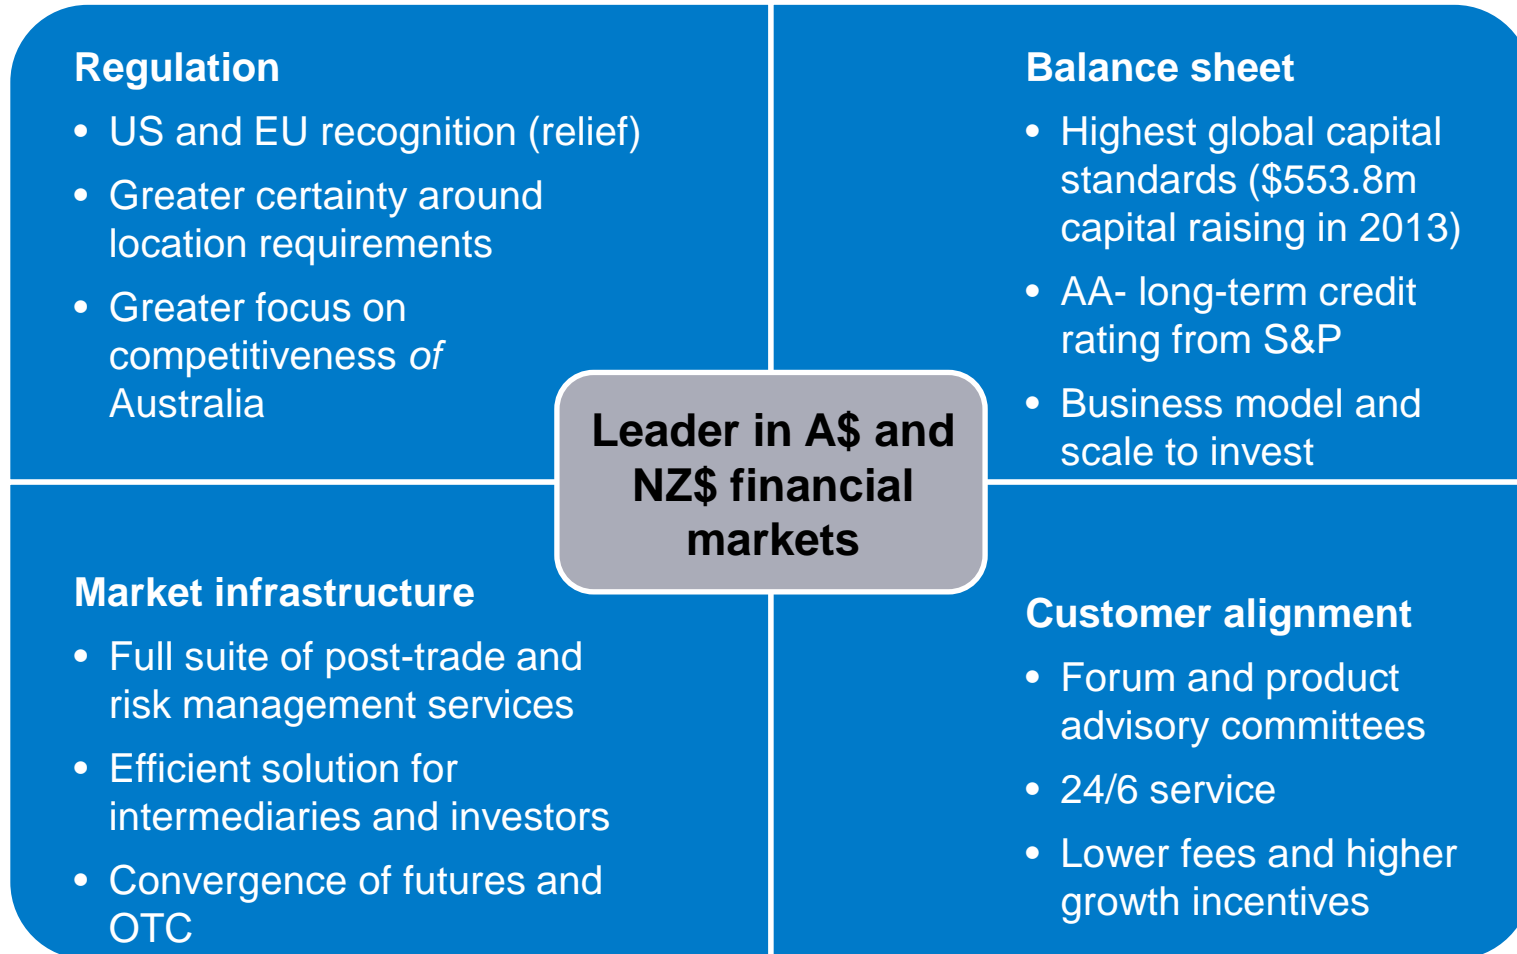 Regulation
• US and EU recognition (relief)
• Greater certainty around
location requirements
• Greater focus on
competitiveness of
Australia
Balance sheet
• Highest global capital
standards ($553.8m
capital raising in 2013)
• AA- long-term credit
rating from S&P
• Business model and
scale to invest
Leader in A$ and
NZ$ financial
markets
Market infrastructure
• Full suite of post-trade and
risk management services
• Efficient solution for
intermediaries and investors
• Convergence of futures and
OTC
Customer alignment
• Forum and product
advisory committees
• 24/6 service
• Lower fees and higher
growth incentives